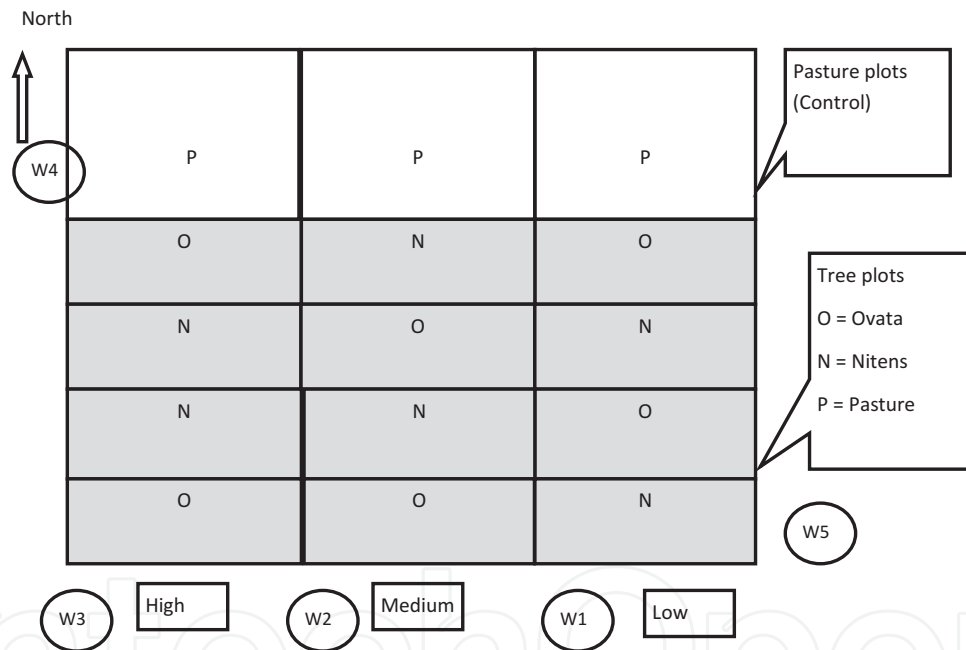 North
Pasture plots
(Control)
W4
P P P
O N O
Tree plots
O = Ovata
N O N
N = Nitens
P = Pasture
N N O
O O N
W5
W3 High W2 Medium W1 Low